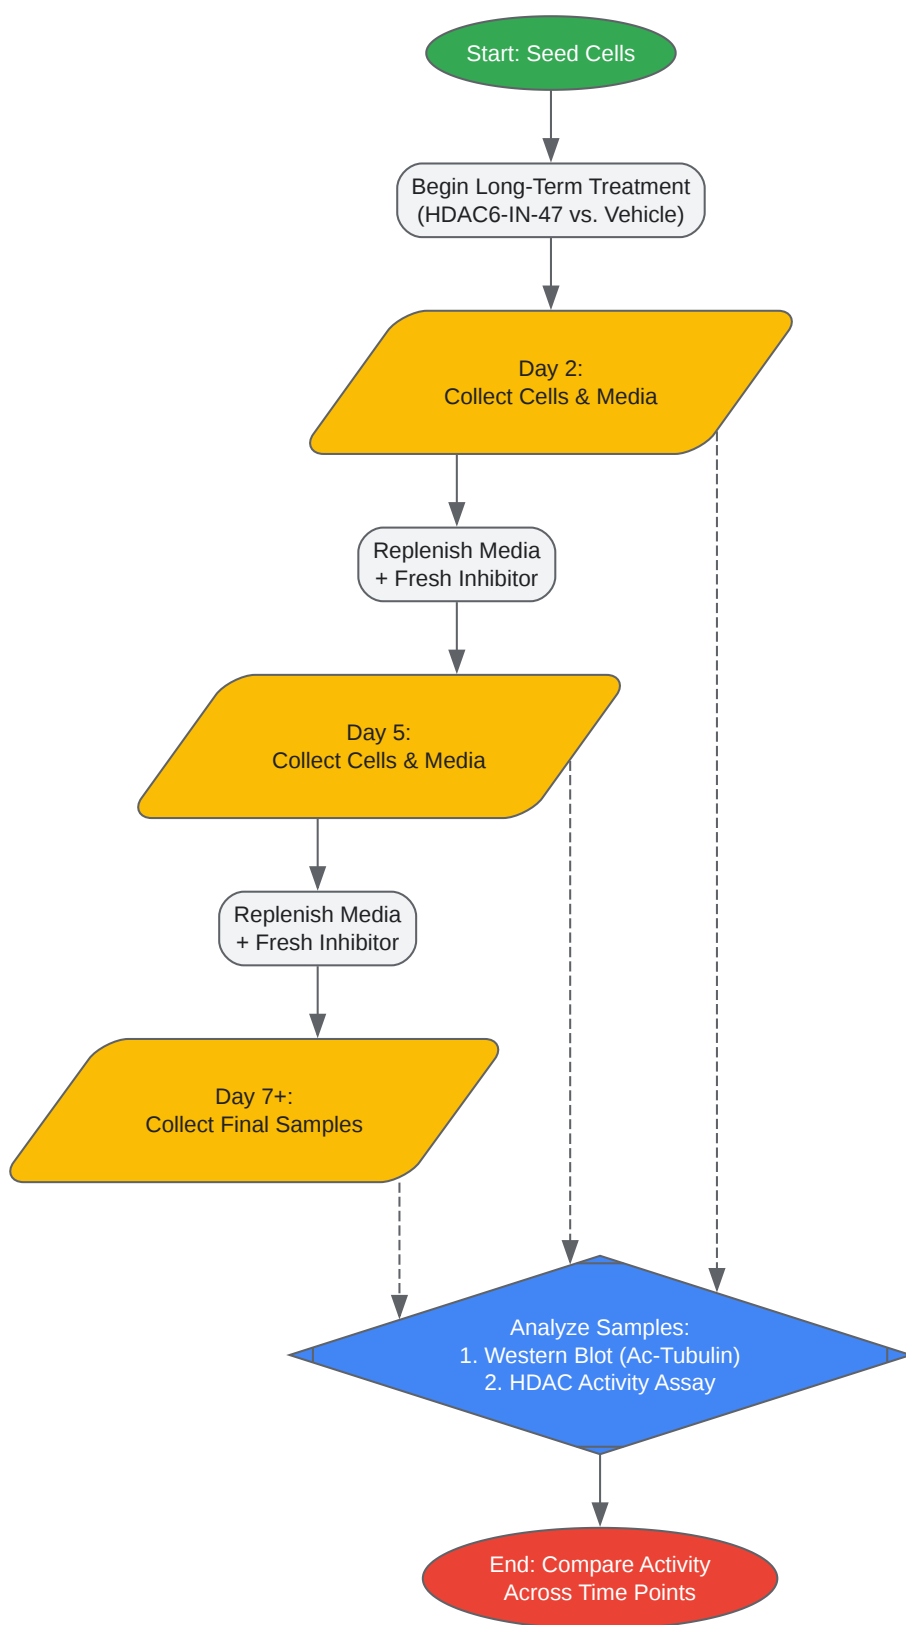 Start: Seed Cells
Begin Long-Term Treatment
(HDAC6-IN-47 vs. Vehicle)
Day 2:
Collect Cells & Media
Replenish Media
+ Fresh Inhibitor
Day 5:
Collect Cells & Media
Replenish Media
+ Fresh Inhibitor
Day 7+:
Collect Final Samples
Analyze Samples:
1. Western Blot (Ac-Tubulin)
2. HDAC Activity Assay
End: Compare Activity
Across Time Points